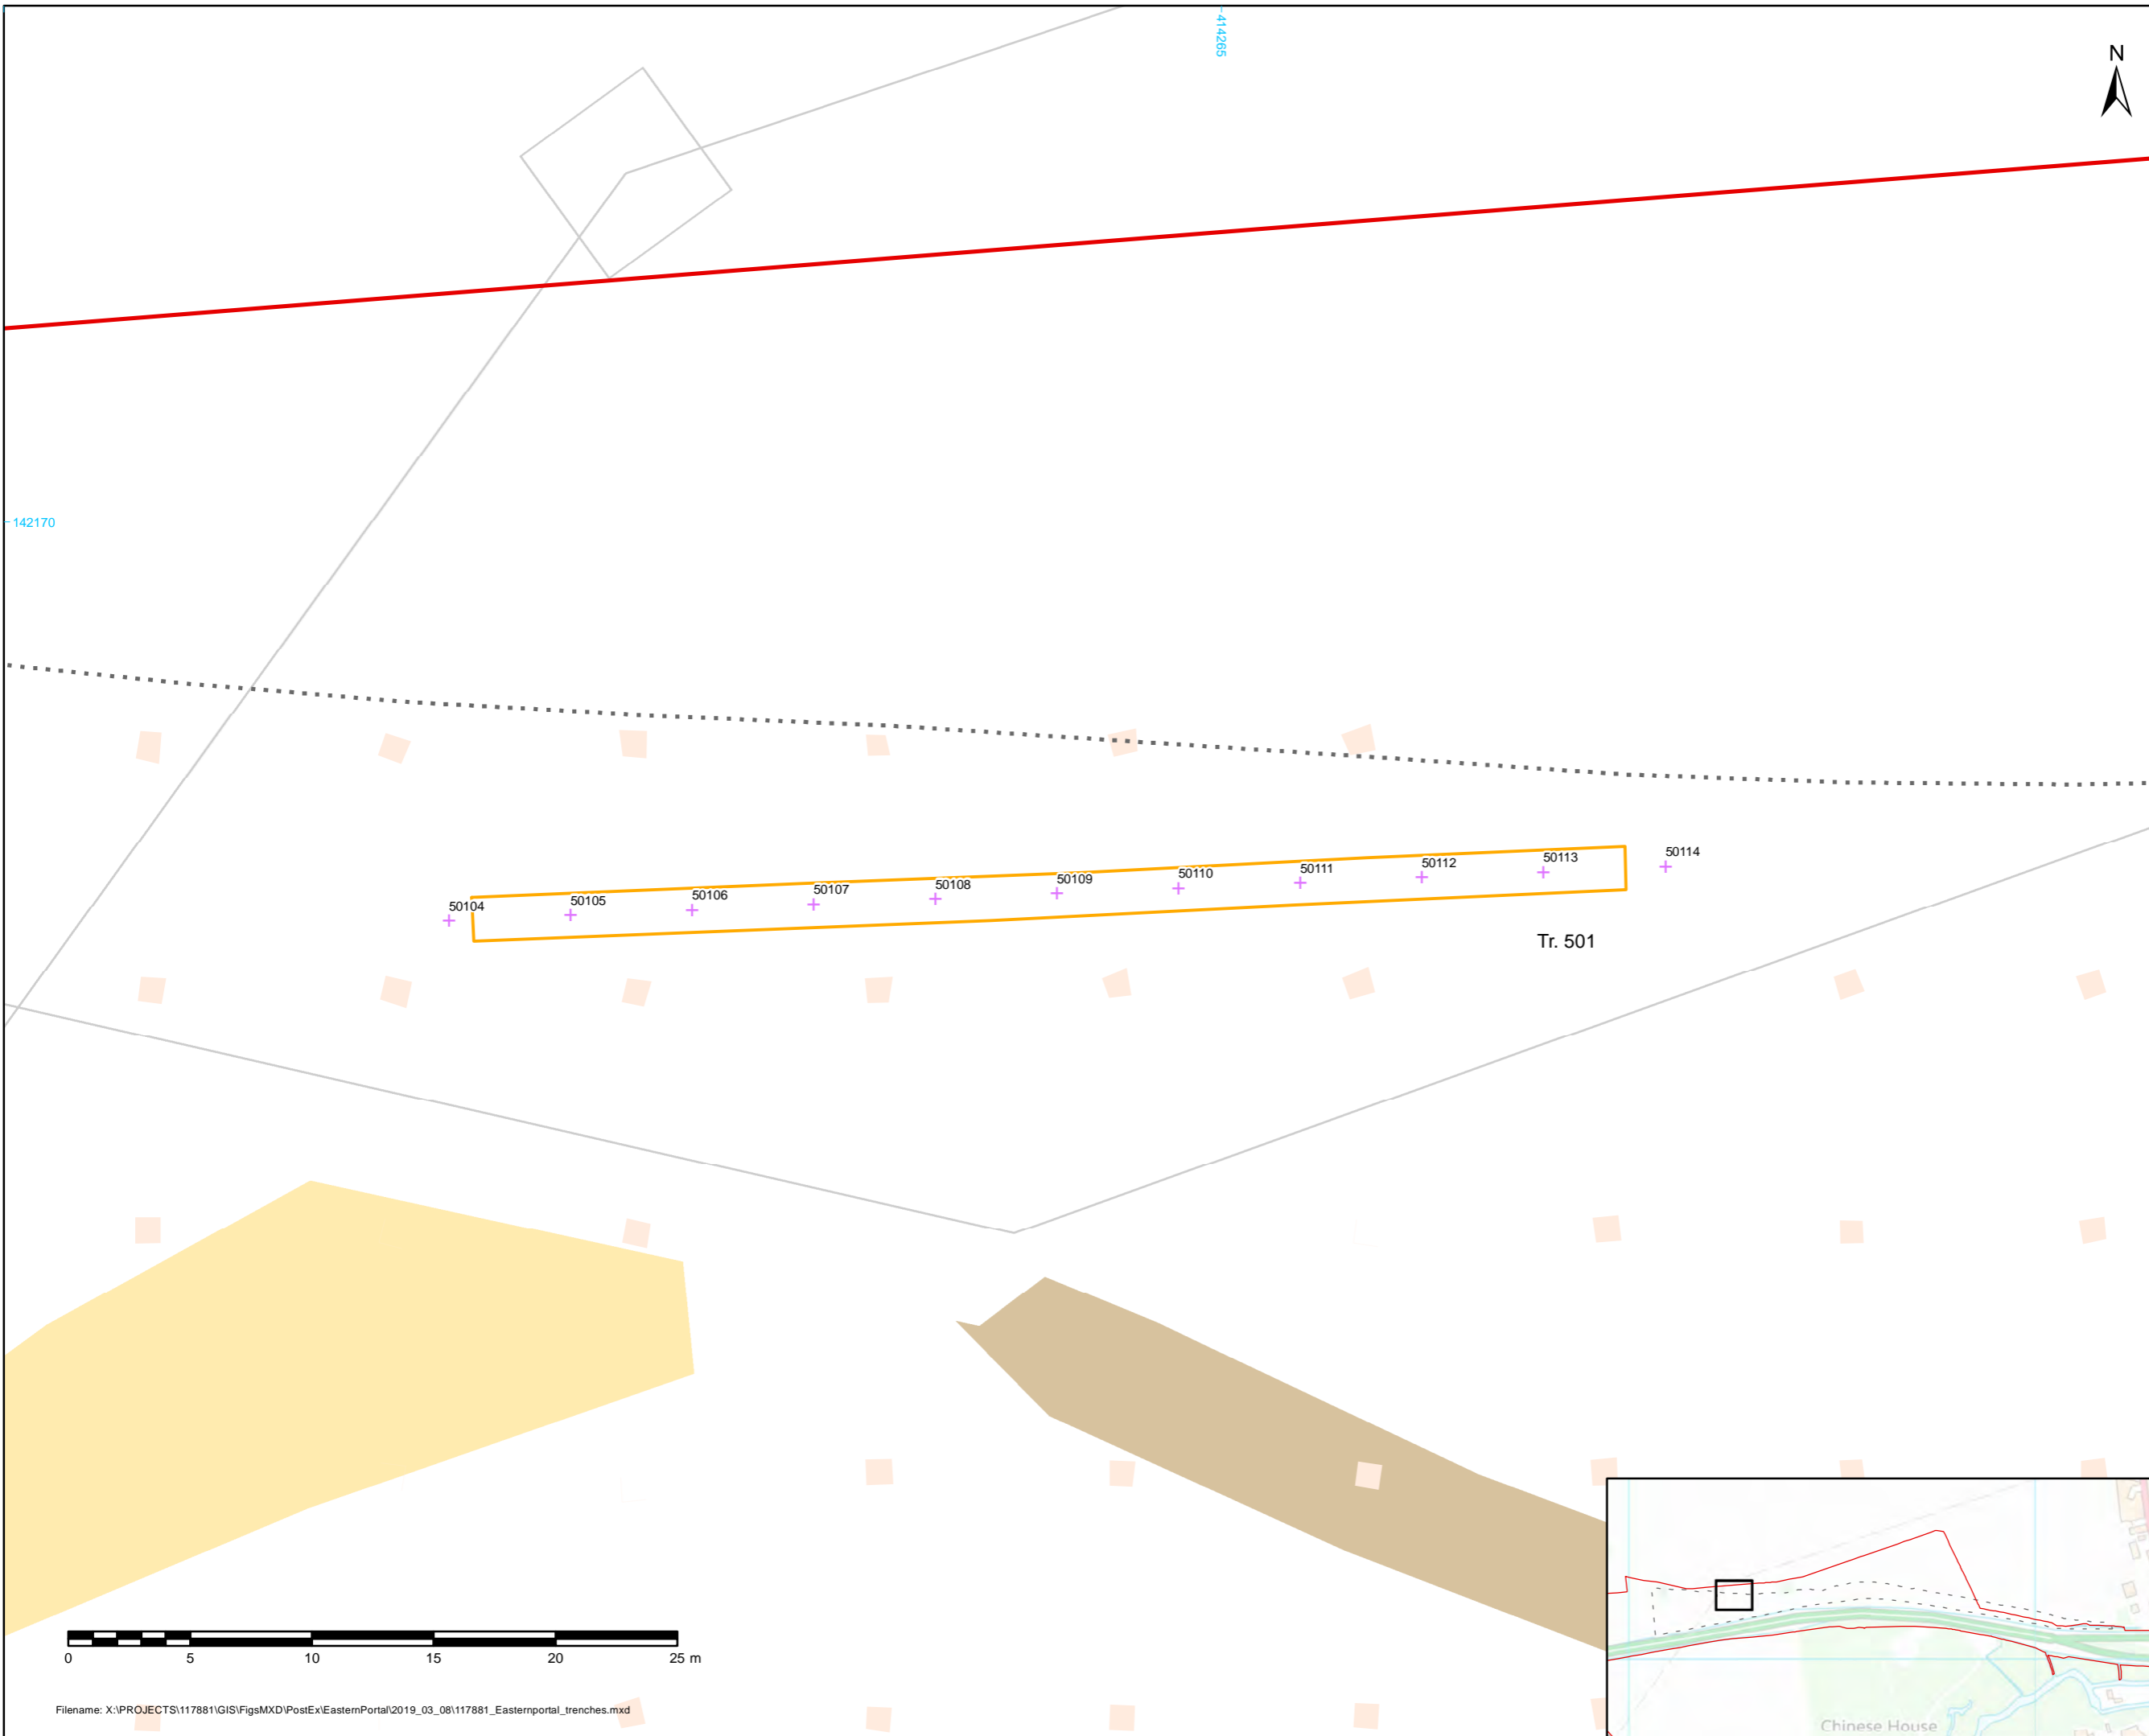 414265
N
142170
50104
50105
50106
50107
50108
50109
50110
50111
50112
50113
50114
Tr. 501
0 5 10 15 20 25 m
Filename: X:\PROJECTS\117881\GIS\FigsMXD\PostEx\EasternPortal\2019_03_08\117881_Easternportal_trenches.mxd
Chinese House